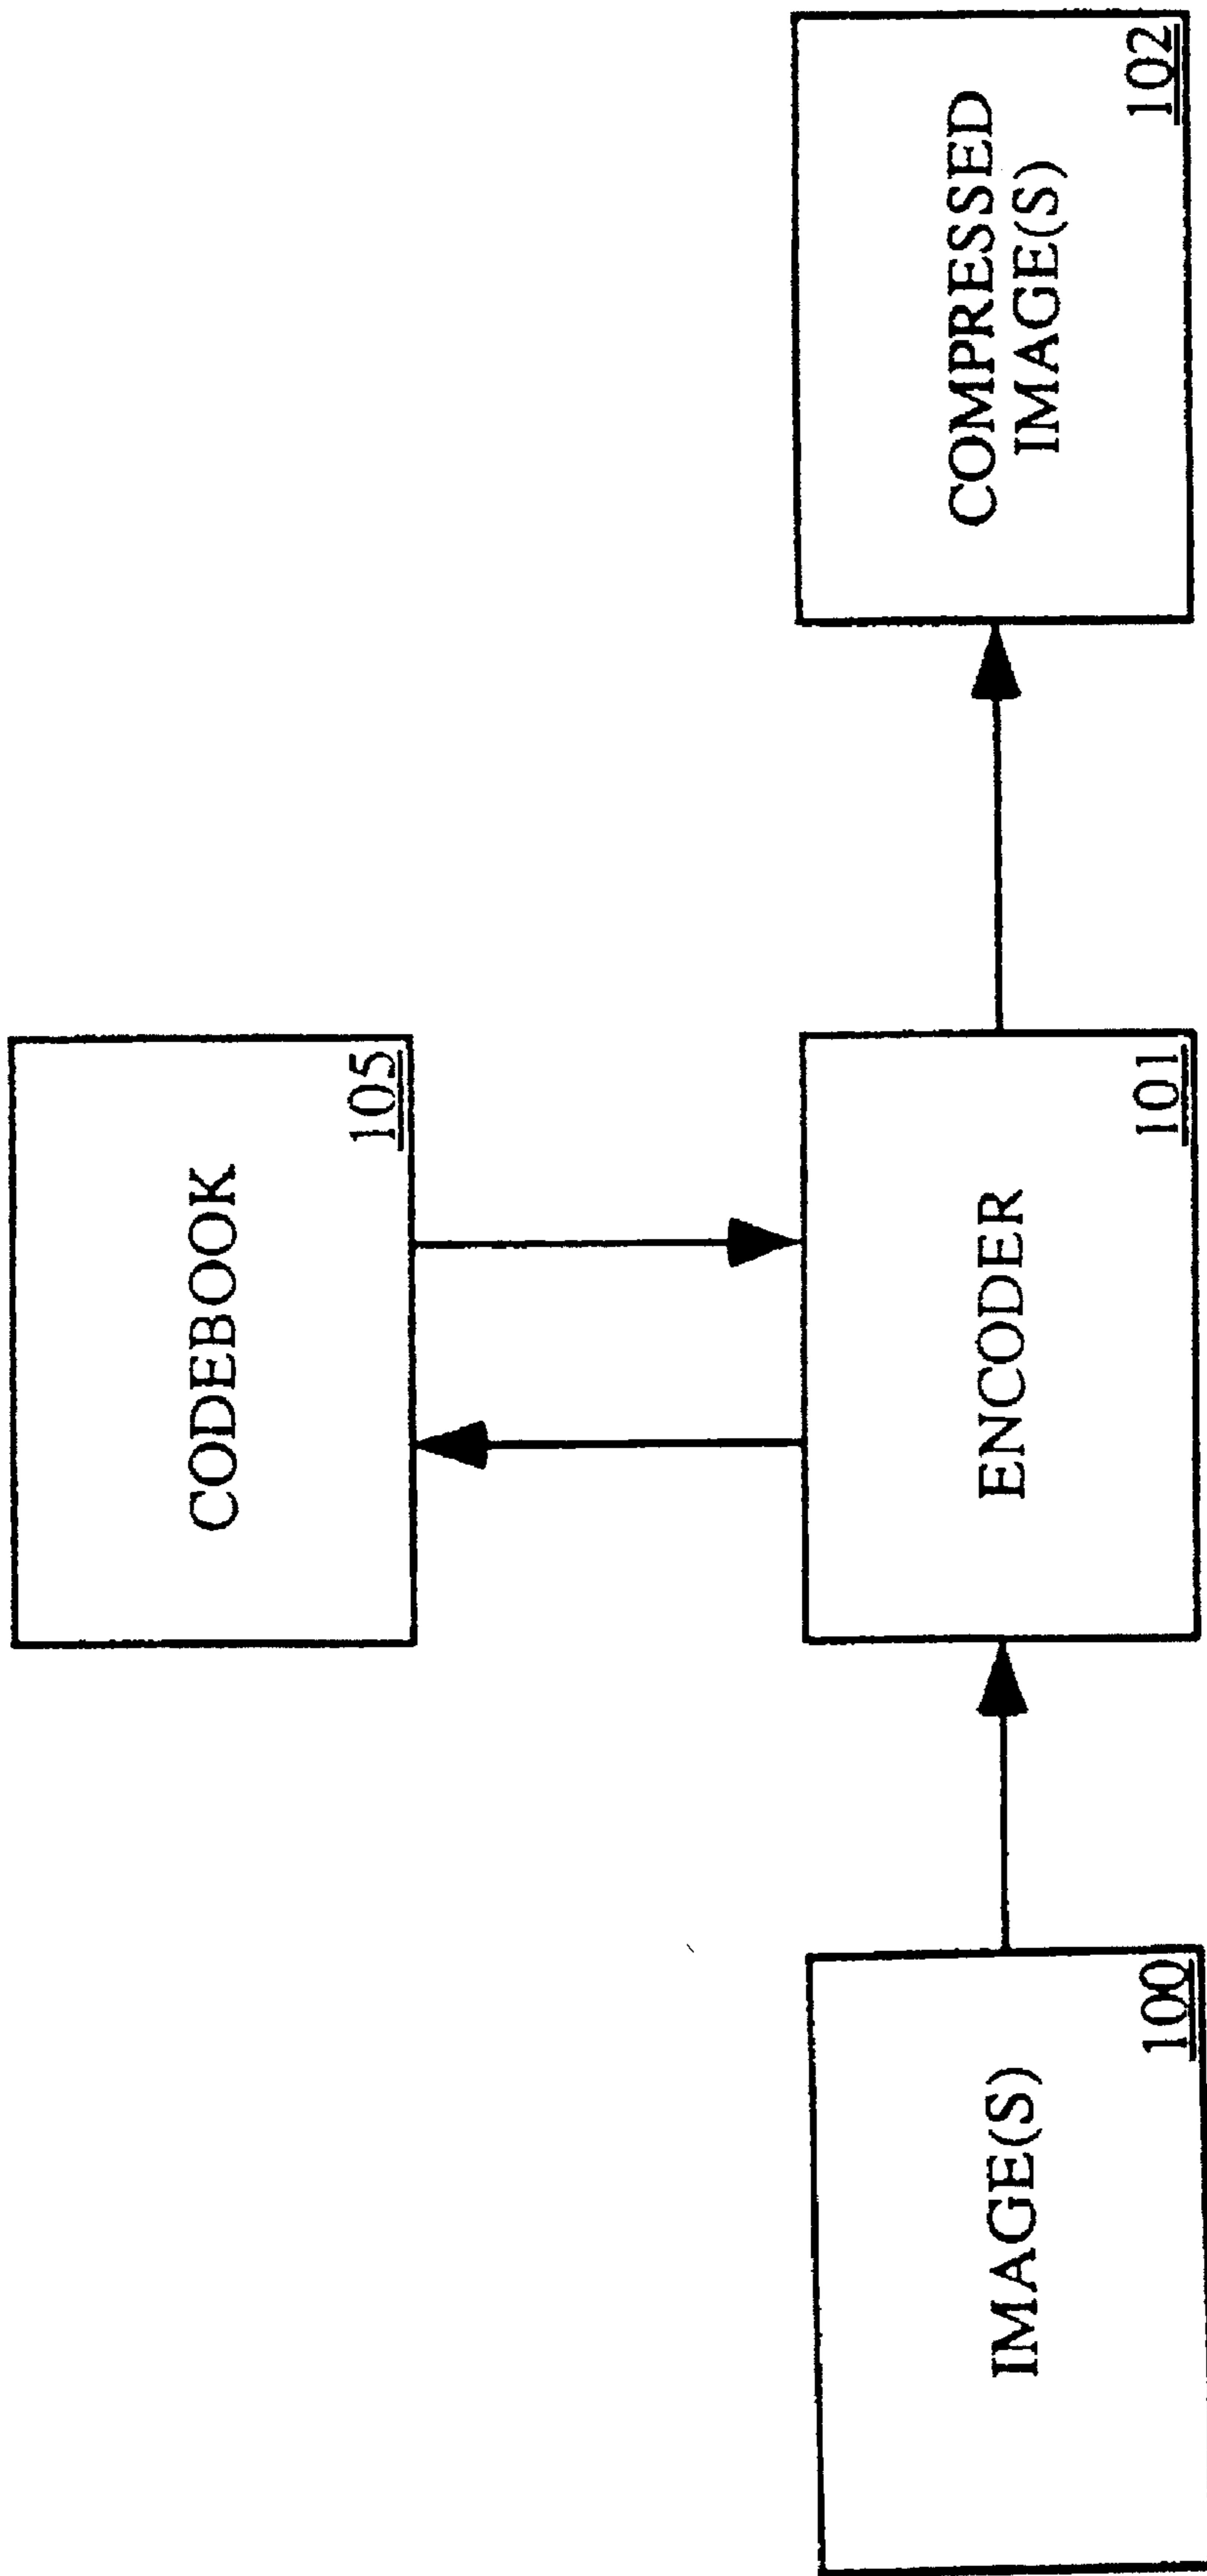 CODEBOOK
105
IMAGE(S)
100
ENCODER
101
COMPRESSED
IMAGE(S)
102